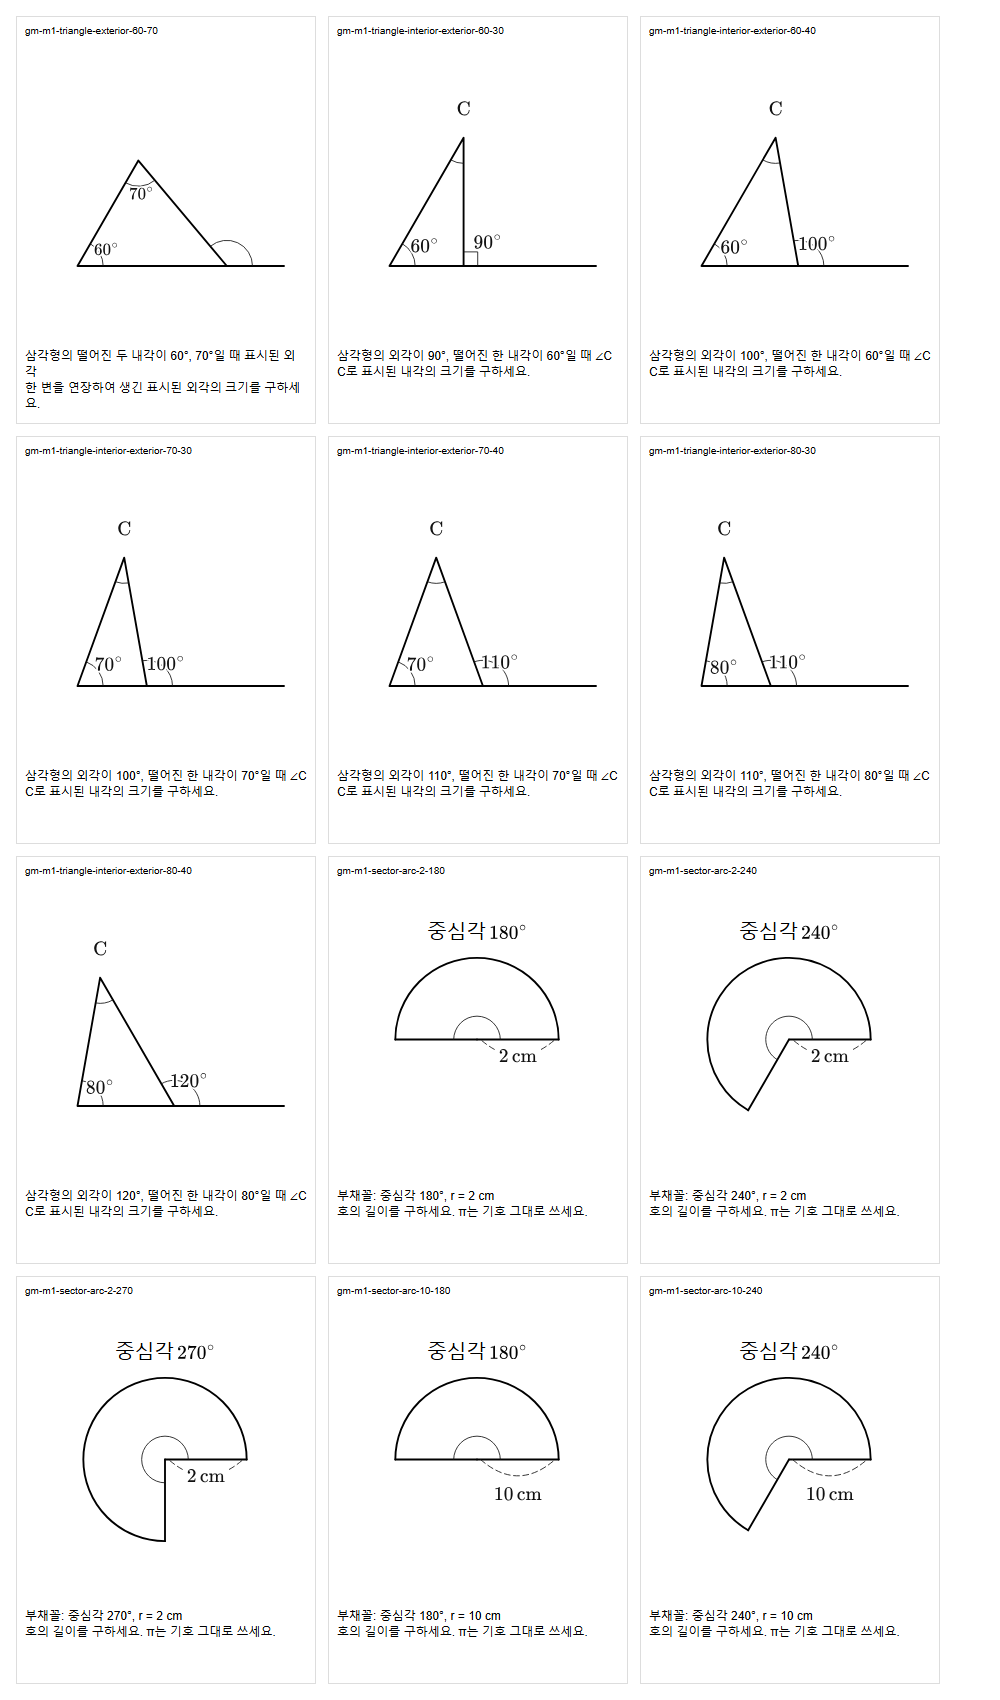 gm-m1-triangle-exterior-60-70
70°
60°
삼각형의 떨어진 두 내각이 60°, 70°일 때 표시된 외
각
한 변을 연장하여 생긴 표시된 외각의 크기를 구하세
요.
gm-m1-triangle-interior-exterior-60-30
C
60°
90°
삼각형의 외각이 90°, 떨어진 한 내각이 60°일 때 ∠C
C로 표시된 내각의 크기를 구하세요.
gm-m1-triangle-interior-exterior-60-40
C
60°
100°
삼각형의 외각이 100°, 떨어진 한 내각이 60°일 때 ∠C
C로 표시된 내각의 크기를 구하세요.
gm-m1-triangle-interior-exterior-70-30
C
70°
100°
삼각형의 외각이 100°, 떨어진 한 내각이 70°일 때 ∠C
C로 표시된 내각의 크기를 구하세요.
gm-m1-triangle-interior-exterior-70-40
C
70°
110°
삼각형의 외각이 110°, 떨어진 한 내각이 70°일 때 ∠C
C로 표시된 내각의 크기를 구하세요.
gm-m1-triangle-interior-exterior-80-30
C
80°
110°
삼각형의 외각이 110°, 떨어진 한 내각이 80°일 때 ∠C
C로 표시된 내각의 크기를 구하세요.
gm-m1-triangle-interior-exterior-80-40
C
80°
120°
삼각형의 외각이 120°, 떨어진 한 내각이 80°일 때 ∠C
C로 표시된 내각의 크기를 구하세요.
gm-m1-sector-arc-2-180
중심각 180°
2 cm
부채꼴: 중심각 180°, r = 2 cm
호의 길이를 구하세요. π는 기호 그대로 쓰세요.
gm-m1-sector-arc-2-240
중심각 240°
2 cm
부채꼴: 중심각 240°, r = 2 cm
호의 길이를 구하세요. π는 기호 그대로 쓰세요.
gm-m1-sector-arc-2-270
중심각 270°
2 cm
부채꼴: 중심각 270°, r = 2 cm
호의 길이를 구하세요. π는 기호 그대로 쓰세요.
gm-m1-sector-arc-10-180
중심각 180°
10 cm
부채꼴: 중심각 180°, r = 10 cm
호의 길이를 구하세요. π는 기호 그대로 쓰세요.
gm-m1-sector-arc-10-240
중심각 240°
10 cm
부채꼴: 중심각 240°, r = 10 cm
호의 길이를 구하세요. π는 기호 그대로 쓰세요.